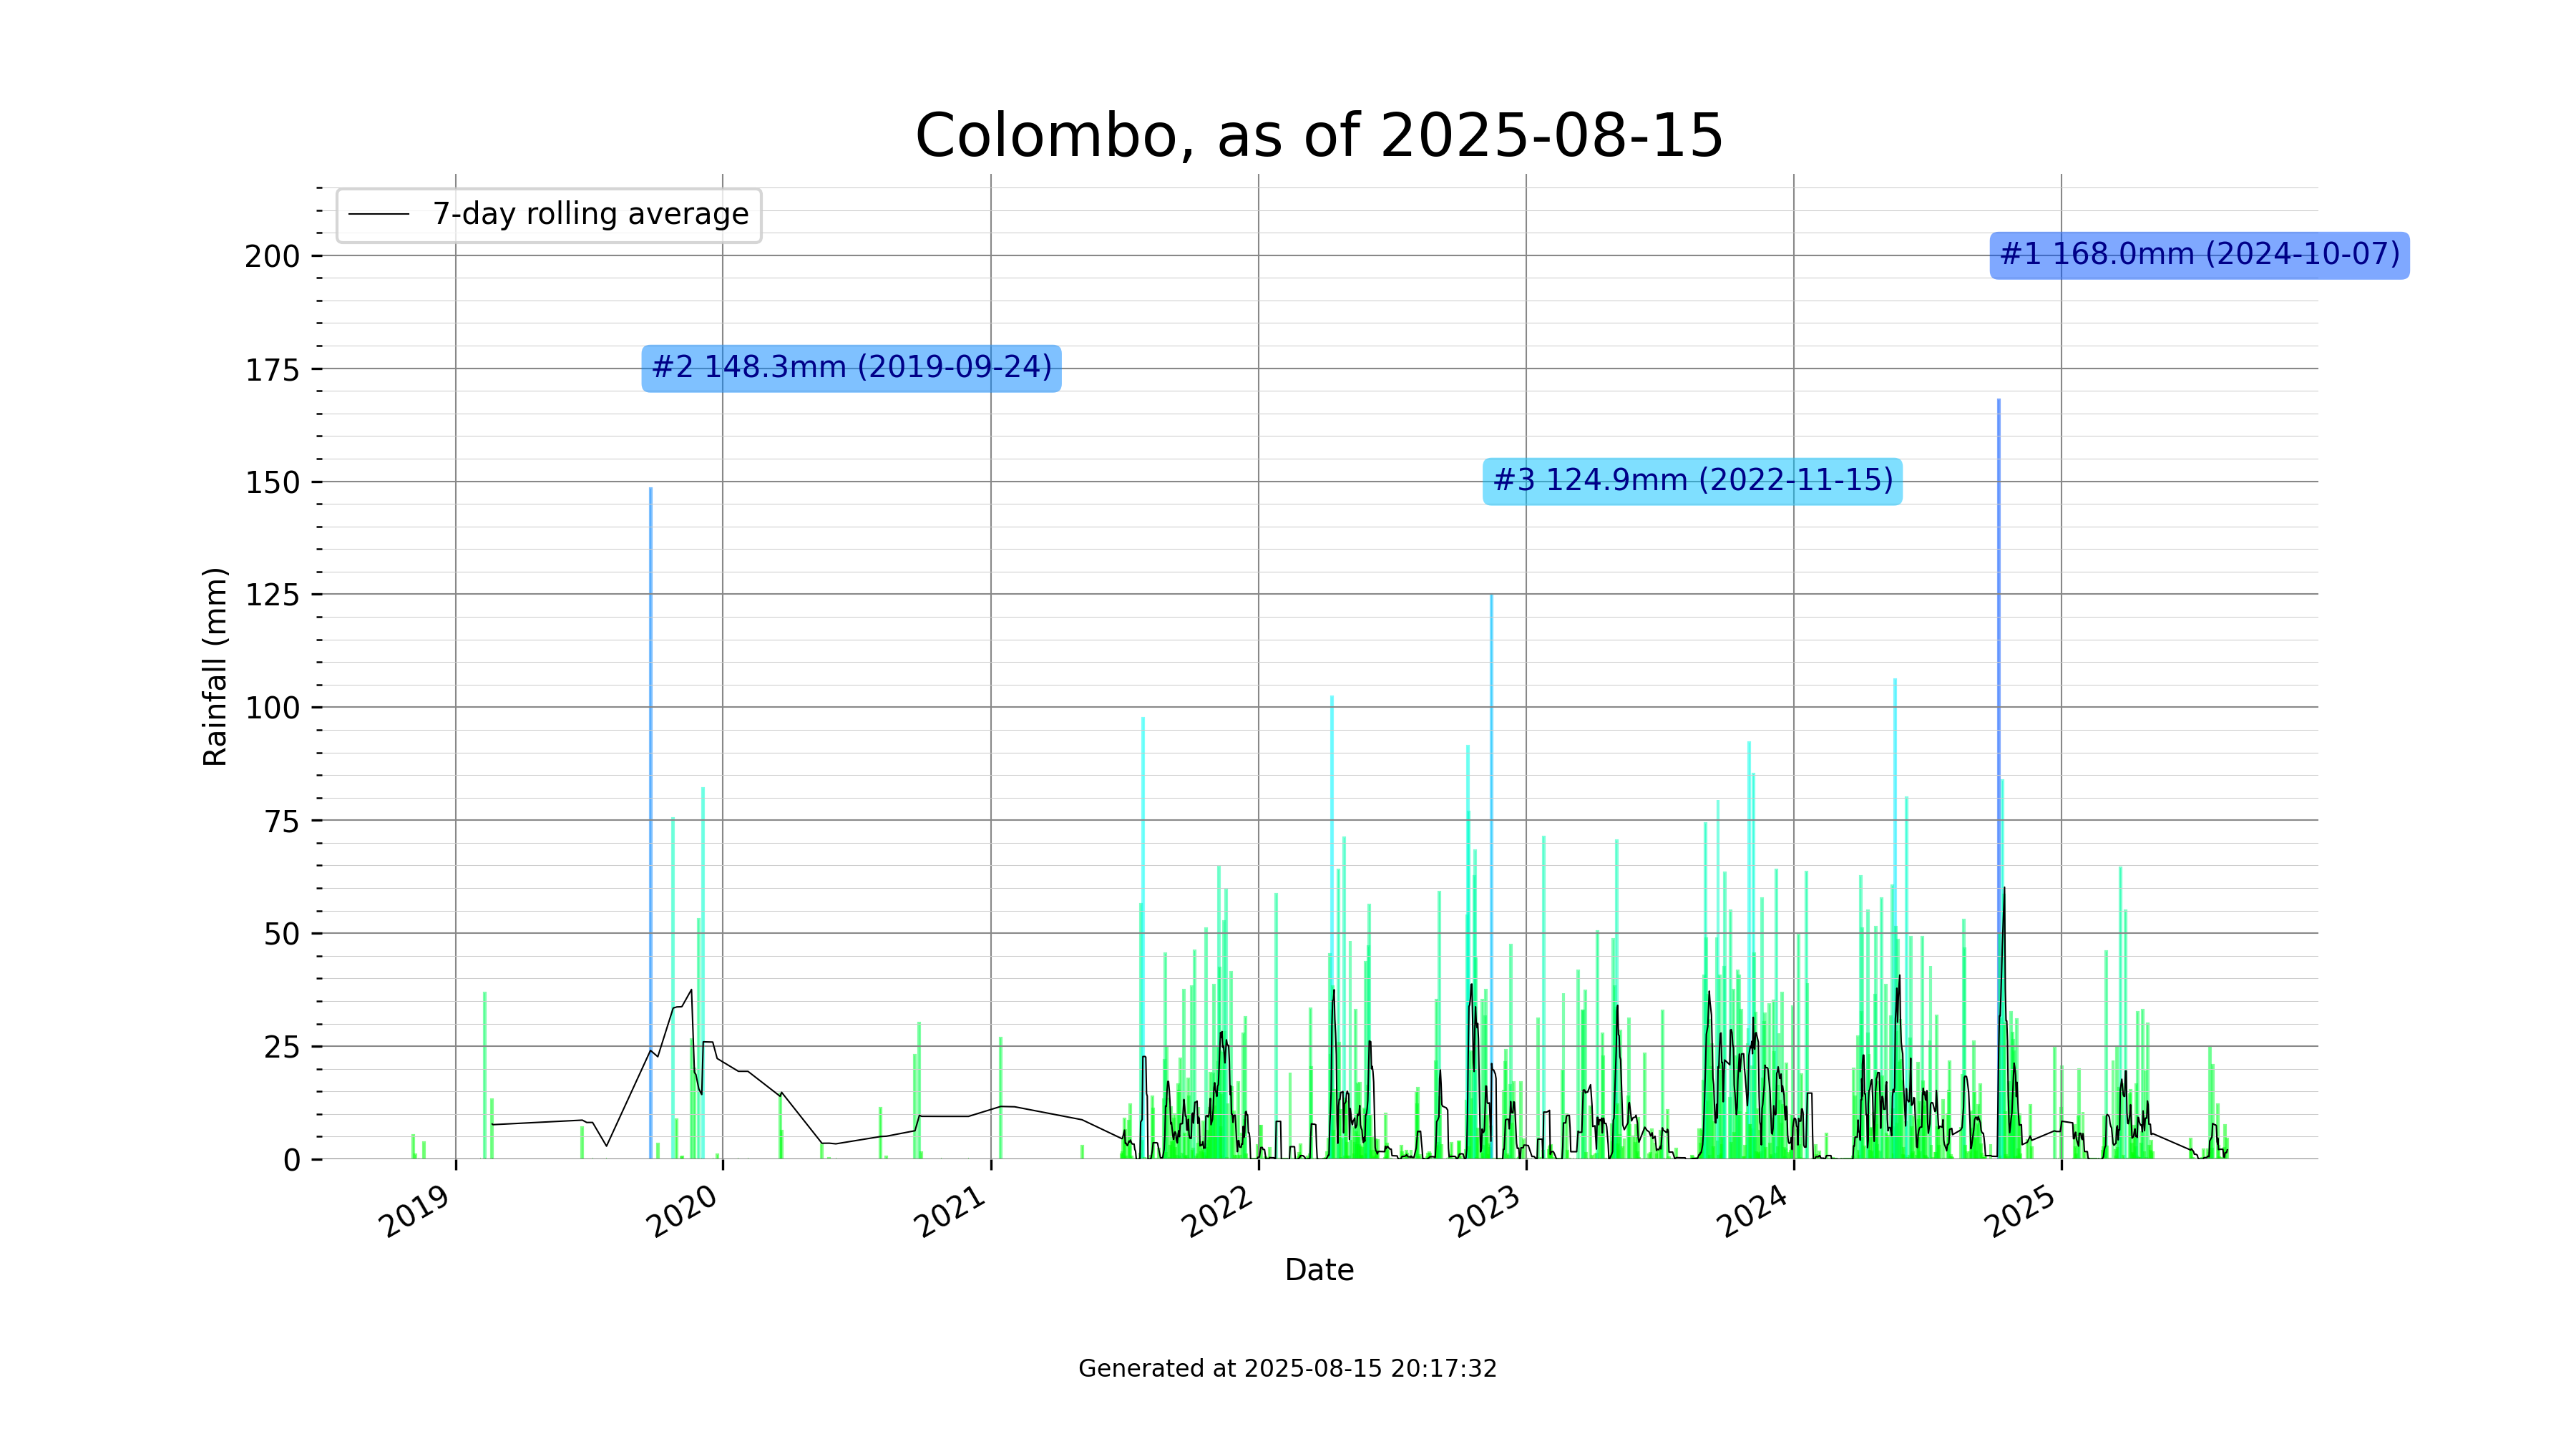 Colombo, as of 2025-08-15
7-day rolling average
#1 168.0mm (2024-10-07)
#2 148.3mm (2019-09-24)
#3 124.9mm (2022-11-15)
Rainfall (mm)
200
175
150
125
100
75
50
25
0
2019 2020 2021 2022 2023 2024 2025
Date
Generated at 2025-08-15 20:17:32